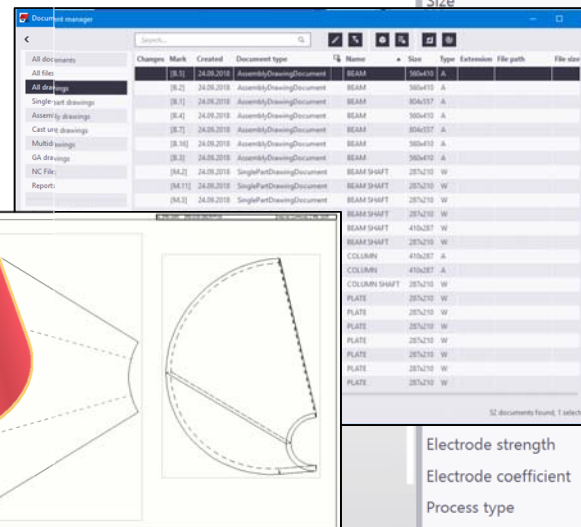 Size
Document manager
Search...
All documents
All files
All drawings
Single-part drawings
Assembly drawings
Cast unit drawings
Multidrawings
GA drawings
NC Files
Reports
Changes Mark Created Document type Name Size Type Extension File path File size
[B.5] 24.09.2018 AssemblyDrawingDocument BEAM 560x410 A
[B.2] 24.09.2018 AssemblyDrawingDocument BEAM 560x410 A
[B.1] 24.09.2018 AssemblyDrawingDocument BEAM 804x557 A
[B.4] 24.09.2018 AssemblyDrawingDocument BEAM 560x410 A
[B.7] 24.09.2018 AssemblyDrawingDocument BEAM 804x557 A
[B.16] 24.09.2018 AssemblyDrawingDocument BEAM 560x410 A
[B.3] 24.09.2018 AssemblyDrawingDocument BEAM 560x410 A
[M.2] 24.09.2018 SinglePartDrawingDocument BEAM SHAFT 287x210 W
[M.11] 24.09.2018 SinglePartDrawingDocument BEAM SHAFT 287x210 W
[M.3] 24.09.2018 SinglePartDrawingDocument BEAM SHAFT 287x210 W
BEAM SHAFT 287x210 W
BEAM SHAFT 410x287 W
BEAM SHAFT 287x210 W
COLUMN 410x287 A
COLUMN 410x287 A
COLUMN SHAFT 287x210 W
PLATE 287x210 W
PLATE 287x210 W
PLATE 287x210 W
PLATE 287x210 W
PLATE 287x210 W
PLATE 287x210 W
PLATE 287x210 W
52 documents found, 1 select
Electrode strength
Electrode coefficient
Process type